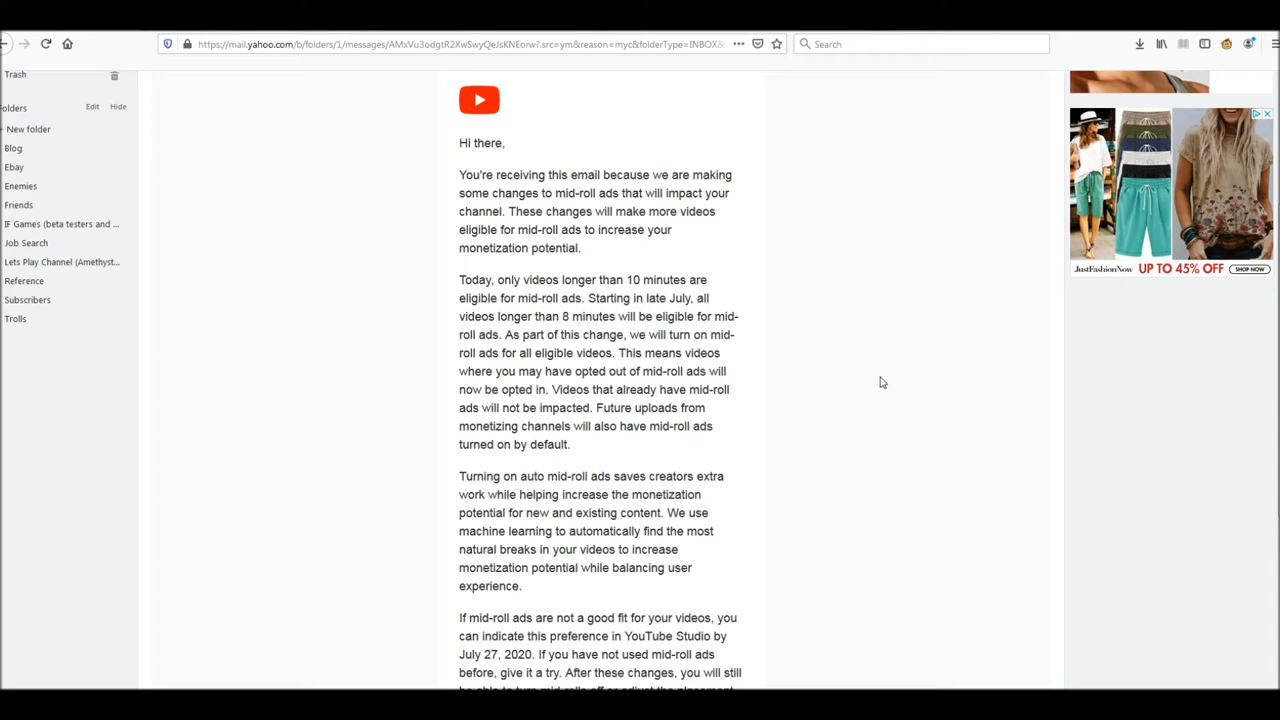 https://mail.yahoo.com/b/folders/1/messages/AMxVu3odgtR2XwSwyQeJsKNEorw?.src=ym&reason=myc&folderType=INBOX&
Search
Trash
Folders Edit Hide
New folder
Blog
Ebay
Enemies
Friends
IF Games (beta testers and ...
Job Search
Lets Play Channel (Amethyst...
Reference
Subscribers
Trolls
Hi there,
You're receiving this email because we are making
some changes to mid-roll ads that will impact your
channel. These changes will make more videos
eligible for mid-roll ads to increase your
monetization potential.
Today, only videos longer than 10 minutes are
eligible for mid-roll ads. Starting in late July, all
videos longer than 8 minutes will be eligible for mid-
roll ads. As part of this change, we will turn on mid-
roll ads for all eligible videos. This means videos
where you may have opted out of mid-roll ads will
now be opted in. Videos that already have mid-roll
ads will not be impacted. Future uploads from
monetizing channels will also have mid-roll ads
turned on by default.
Turning on auto mid-roll ads saves creators extra
work while helping increase the monetization
potential for new and existing content. We use
machine learning to automatically find the most
natural breaks in your videos to increase
monetization potential while balancing user
experience.
If mid-roll ads are not a good fit for your videos, you
can indicate this preference in YouTube Studio by
July 27, 2020. If you have not used mid-roll ads
before, give it a try. After these changes, you will still
be able to turn mid-rolls off or adjust the placement
JustFashionNow UP TO 45% OFF SHOP NOW